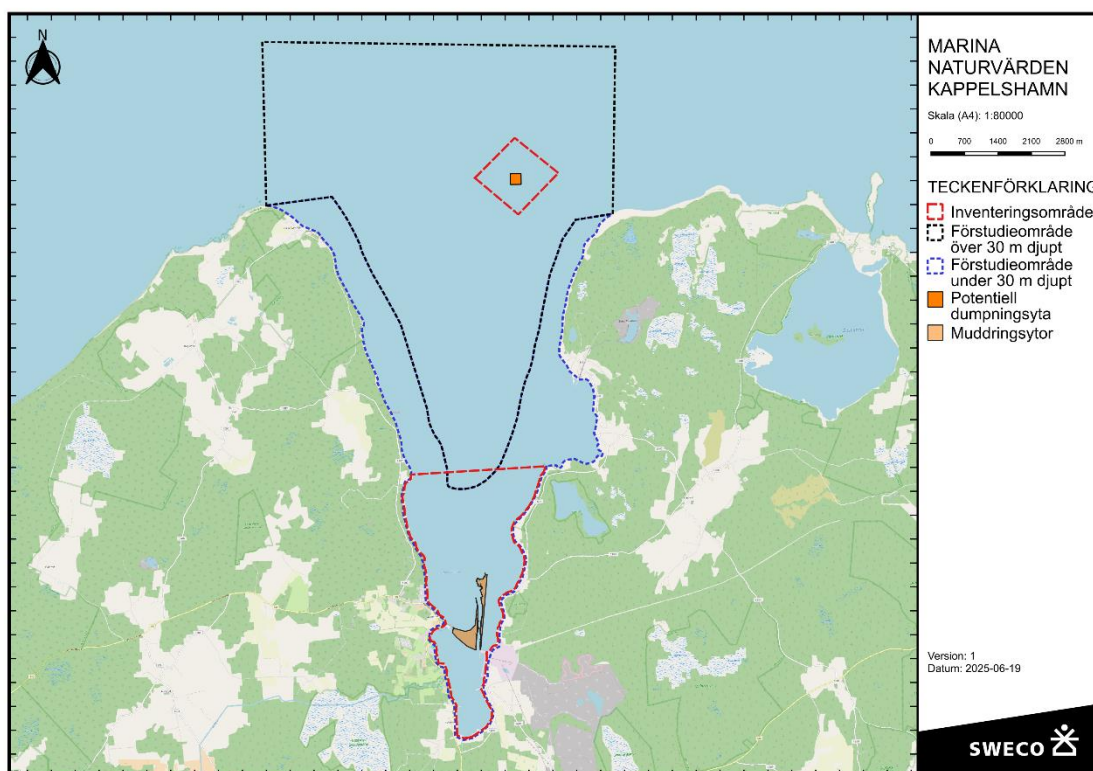 N
MARINA
NATURVÄRDEN
KAPPELSHAMN
Skala (A4): 1:80000
0 700 1400 2100 2800 m
TECKENFÖRKLARING
Inventeringsområde
Förstudieområde
över 30 m djupt
Förstudieområde
under 30 m djupt
Potentiell
dumpningsyta
Muddringsytor
Version: 1
Datum: 2025-06-19
SWECO